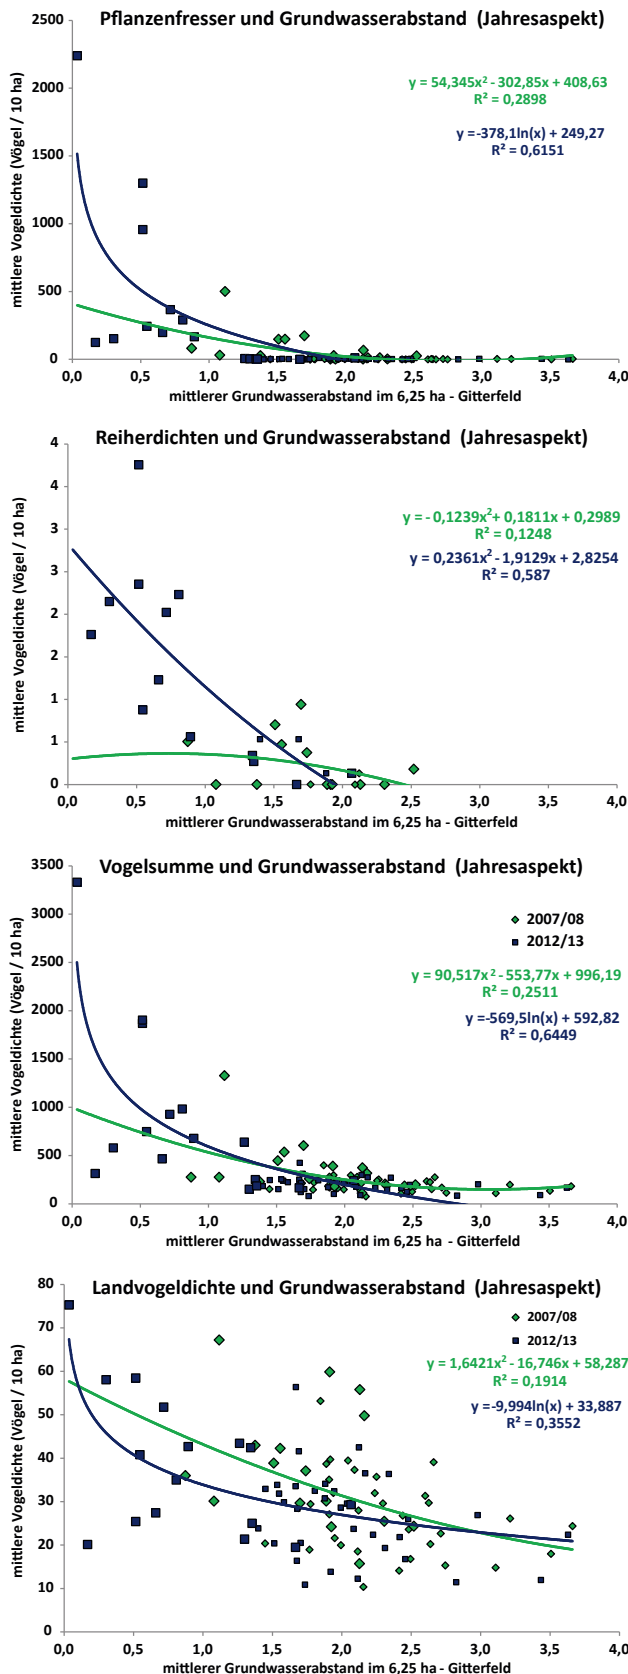 Pflanzenfresser und Grundwasserabstand (Jahresaspekt)
mittlere Vogeldichte (Vögel / 10 ha)
2500
2000
1500
1000
500
0
y = 54,345x² - 302,85x + 408,63
R² = 0,2898
y =-378,1ln(x) + 249,27
R² = 0,6151
0,0 0,5 1,0 1,5 2,0 2,5 3,0 3,5 4,0
mittlerer Grundwasserabstand im 6,25 ha - Gitterfeld
Reiherdichten und Grundwasserabstand (Jahresaspekt)
mittlere Vogeldichte (Vögel / 10 ha)
4
4
3
3
2
2
1
1
0
y = - 0,1239x²+ 0,1811x + 0,2989
R² = 0,1248
y = 0,2361x² - 1,9129x + 2,8254
R² = 0,587
0,0 0,5 1,0 1,5 2,0 2,5 3,0 3,5 4,0
mittlerer Grundwasserabstand im 6,25 ha - Gitterfeld
Vogelsumme und Grundwasserabstand (Jahresaspekt)
mittlere Vogeldichte (Vögel / 10 ha)
3500
3000
2500
2000
1500
1000
500
0
2007/08
2012/13
y = 90,517x² - 553,77x + 996,19
R² = 0,2511
y =-569,5ln(x) + 592,82
R² = 0,6449
0,0 0,5 1,0 1,5 2,0 2,5 3,0 3,5 4,0
mittlerer Grundwasserabstand im 6,25 ha - Gitterfeld
Landvogeldichte und Grundwasserabstand (Jahresaspekt)
mittlere Vogeldichte (Vögel / 10 ha)
80
70
60
50
40
30
20
10
0
2007/08
2012/13
y = 1,6421x² - 16,746x + 58,287
R² = 0,1914
y =-9,994ln(x) + 33,887
R² = 0,3552
0,0 0,5 1,0 1,5 2,0 2,5 3,0 3,5 4,0
mittlerer Grundwasserabstand im 6,25 ha - Gitterfeld